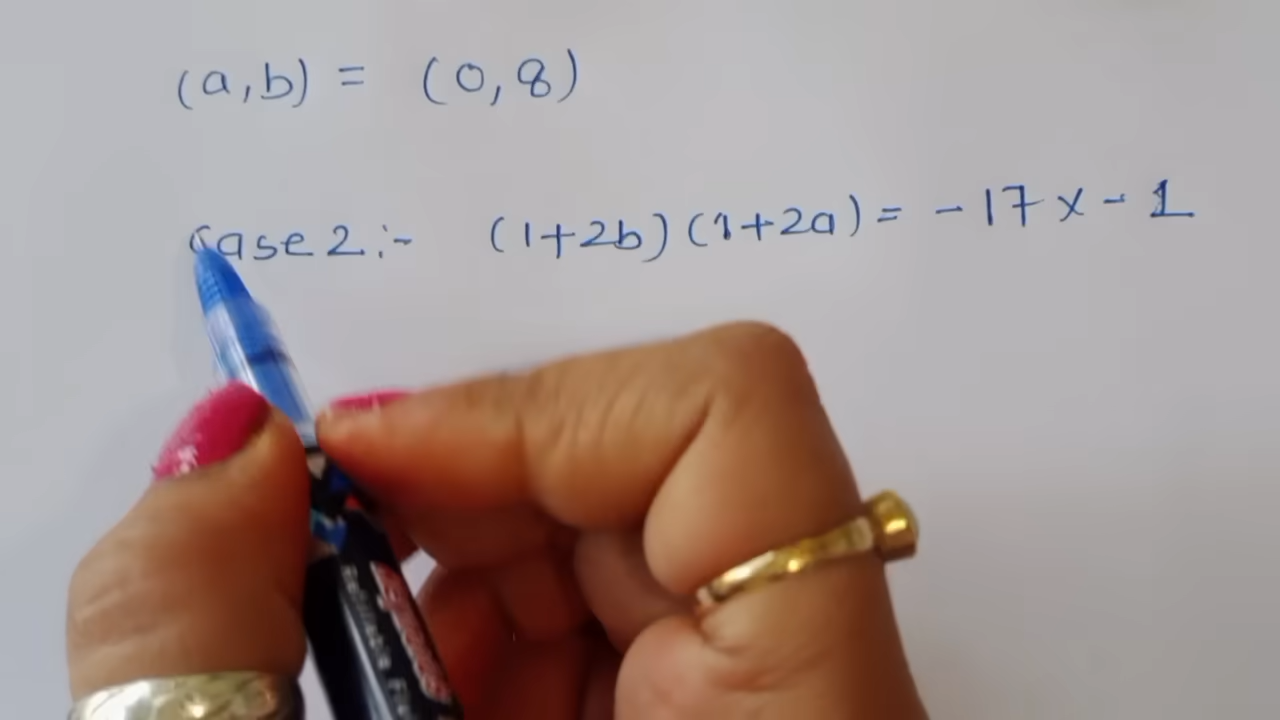 (a,b) = (0,8)
Case 2:- (1+2b)(1+2a) = -17 x -1